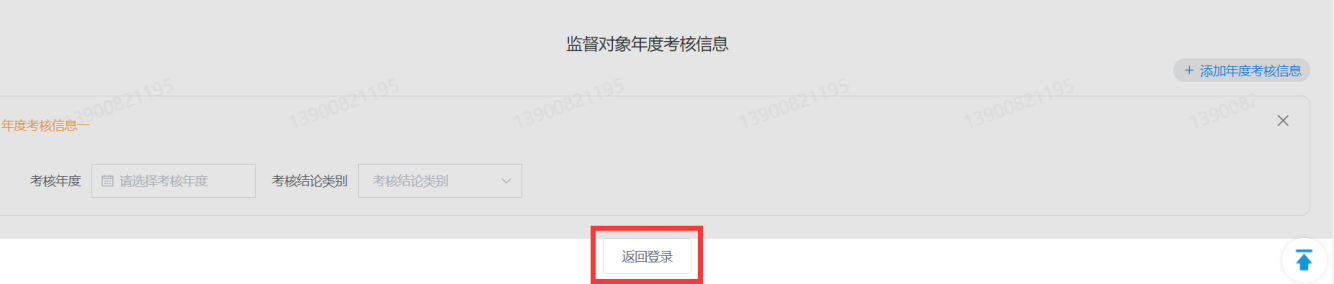 监督对象年度考核信息
+ 添加年度考核信息
13900821195 13900821195 13900821195 13900821195 13900821195 1390082
年度考核信息一
考核年度 请选择考核年度 考核结论类别 考核结论类别
返回登录